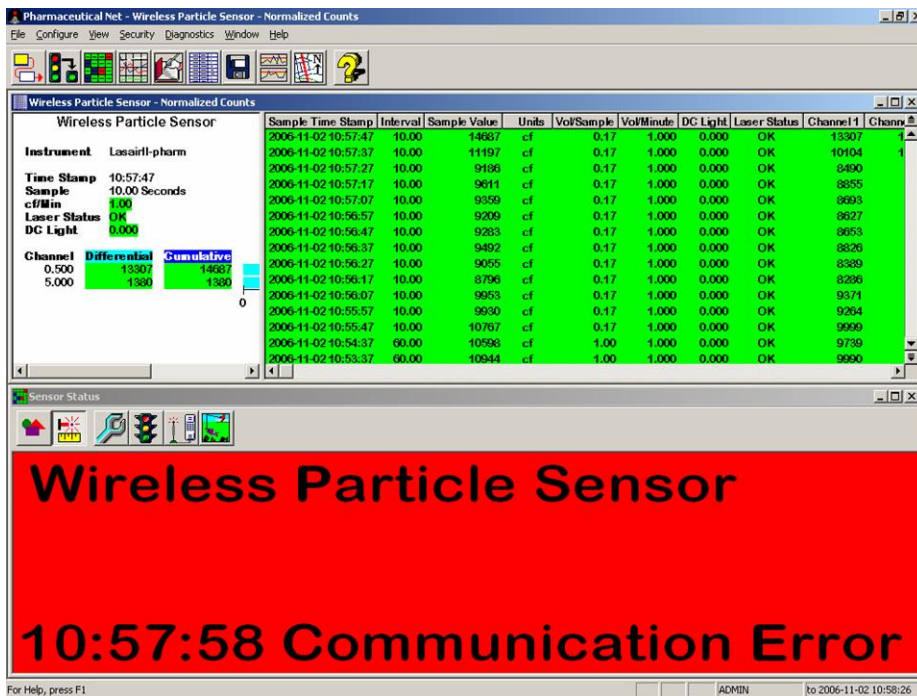 Pharmaceutical Net - Wireless Particle Sensor - Normalized Counts
File Configure View Security Diagnostics Window Help
Wireless Particle Sensor - Normalized Counts
Wireless Particle Sensor
Instrument LasairII-pharm
Time Stamp 10:57:47
Sample 10.00 Seconds
cf/Min 1.00
Laser Status OK
DC Light 0.000
Channel Differential Cumulative
0.500 13307 14687
5.000 1380 1380
0
Sample Time Stamp Interval Sample Value Units Vol/Sample Vol/Minute DC Light Laser Status Channel 1 Chann
2006-11-02 10:57:47 10.00 14687 cf 0.17 1.000 0.000 OK 13307 1
2006-11-02 10:57:37 10.00 11197 cf 0.17 1.000 0.000 OK 10104 1
2006-11-02 10:57:27 10.00 9186 cf 0.17 1.000 0.000 OK 8490
2006-11-02 10:57:17 10.00 9611 cf 0.17 1.000 0.000 OK 8855
2006-11-02 10:57:07 10.00 9359 cf 0.17 1.000 0.000 OK 8693
2006-11-02 10:56:57 10.00 9209 cf 0.17 1.000 0.000 OK 8627
2006-11-02 10:56:47 10.00 9283 cf 0.17 1.000 0.000 OK 8653
2006-11-02 10:56:37 10.00 9492 cf 0.17 1.000 0.000 OK 8826
2006-11-02 10:56:27 10.00 9055 cf 0.17 1.000 0.000 OK 8389
2006-11-02 10:56:17 10.00 8796 cf 0.17 1.000 0.000 OK 8286
2006-11-02 10:56:07 10.00 9953 cf 0.17 1.000 0.000 OK 9371
2006-11-02 10:55:57 10.00 9930 cf 0.17 1.000 0.000 OK 9264
2006-11-02 10:55:47 10.00 10767 cf 0.17 1.000 0.000 OK 9999
2006-11-02 10:54:37 60.00 10598 cf 1.00 1.000 0.000 OK 9739
2006-11-02 10:53:37 60.00 10944 cf 1.00 1.000 0.000 OK 9990
Sensor Status
Wireless Particle Sensor
10:57:58 Communication Error
For Help, press F1
ADMIN
to 2006-11-02 10:58:26